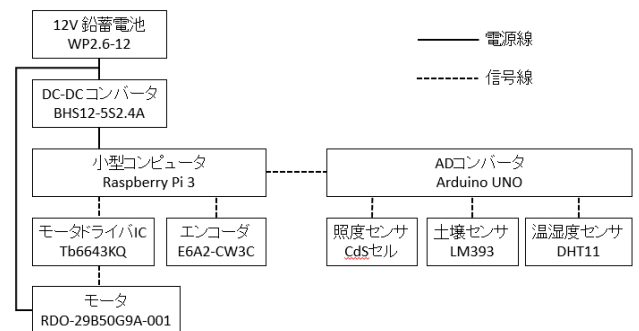 12V 鉛蓄電池
WP2.6-12
電源線
信号線
DC-DCコンバータ
BHS12-5S2.4A
小型コンピュータ
Raspberry Pi 3
ADコンバータ
Arduino UNO
モータドライバIC
Tb6643KQ
エンコーダ
E6A2-CW3C
照度センサ
CdSセル
土壌センサ
LM393
温湿度センサ
DHT11
モータ
RDO-29B50G9A-001